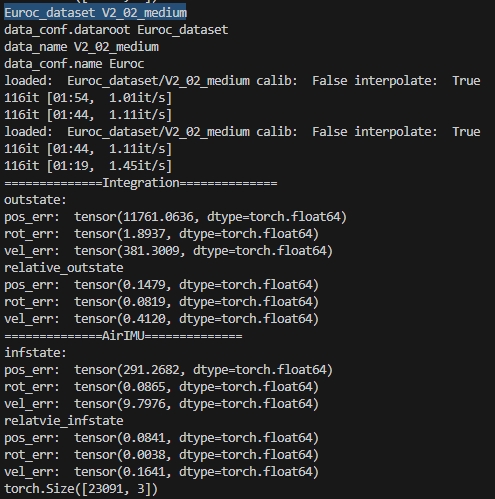 Euroc_dataset V2_02_medium
data_conf.dataroot Euroc_dataset
data_name V2_02_medium
data_conf.name Euroc
loaded:  Euroc_dataset/V2_02_medium calib:  False interpolate:  True
116it [01:54,  1.01it/s]
116it [01:44,  1.11it/s]
loaded:  Euroc_dataset/V2_02_medium calib:  False interpolate:  True
116it [01:44,  1.11it/s]
116it [01:19,  1.45it/s]
==============Integration==============
outstate:
pos_err:  tensor(11761.0636, dtype=torch.float64)
rot_err:  tensor(1.8937, dtype=torch.float64)
vel_err:  tensor(381.3009, dtype=torch.float64)
relative_outstate
pos_err:  tensor(0.1479, dtype=torch.float64)
rot_err:  tensor(0.0819, dtype=torch.float64)
vel_err:  tensor(0.4120, dtype=torch.float64)
==============AirIMU==============
infstate:
pos_err:  tensor(291.2682, dtype=torch.float64)
rot_err:  tensor(0.0865, dtype=torch.float64)
vel_err:  tensor(9.7976, dtype=torch.float64)
relatvie_infstate
pos_err:  tensor(0.0841, dtype=torch.float64)
rot_err:  tensor(0.0038, dtype=torch.float64)
vel_err:  tensor(0.1641, dtype=torch.float64)
torch.Size([23091, 3])